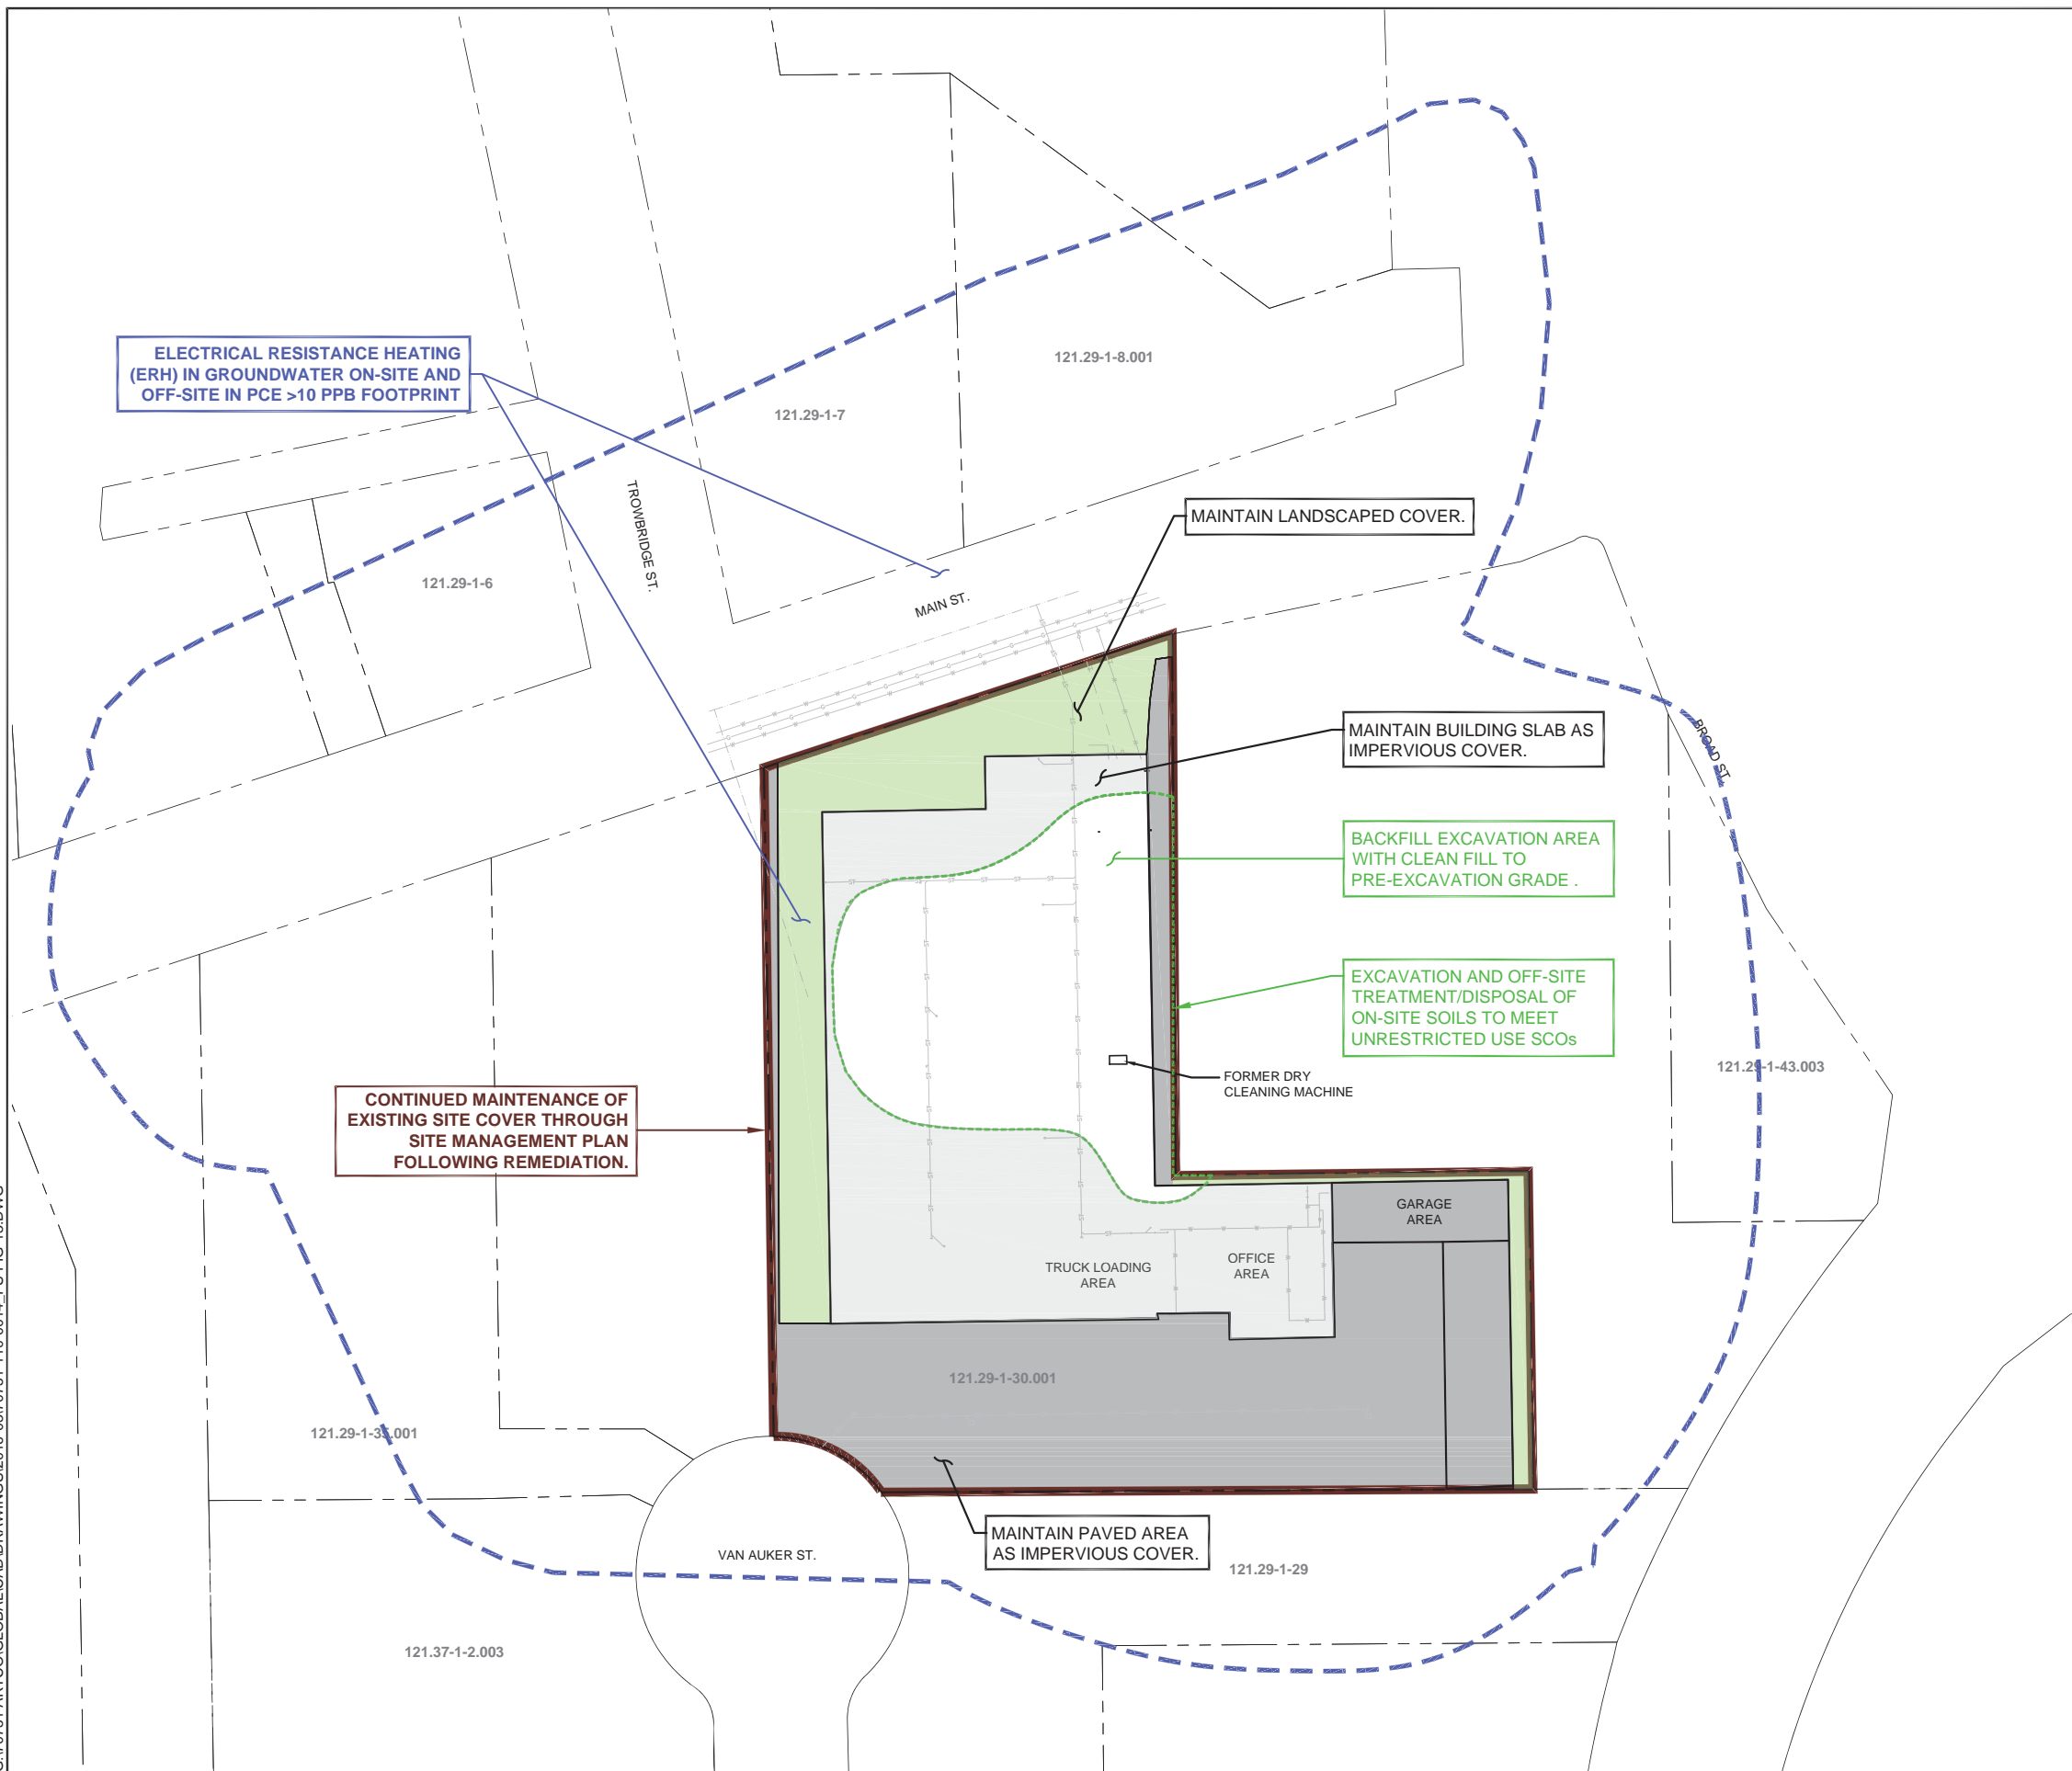 ELECTRICAL RESISTANCE HEATING
(ERH) IN GROUNDWATER ON-SITE AND
OFF-SITE IN PCE >10 PPB FOOTPRINT
121.29-1-8.001
121.29-1-7
121.29-1-6
TROWBRIDGE ST.
MAIN ST.
MAINTAIN LANDSCAPED COVER.
MAINTAIN BUILDING SLAB AS
IMPERVIOUS COVER.
BROAD ST.
BACKFILL EXCAVATION AREA
WITH CLEAN FILL TO
PRE-EXCAVATION GRADE .
EXCAVATION AND OFF-SITE
TREATMENT/DISPOSAL OF
ON-SITE SOILS TO MEET
UNRESTRICTED USE SCOs
121.29-1-43.003
FORMER DRY
CLEANING MACHINE
CONTINUED MAINTENANCE OF
EXISTING SITE COVER THROUGH
SITE MANAGEMENT PLAN
FOLLOWING REMEDIATION.
GARAGE
AREA
OFFICE
AREA
TRUCK LOADING
AREA
121.29-1-30.001
121.29-1-35.001
MAINTAIN PAVED AREA
AS IMPERVIOUS COVER.
VAN AUKER ST.
121.29-1-29
121.37-1-2.003